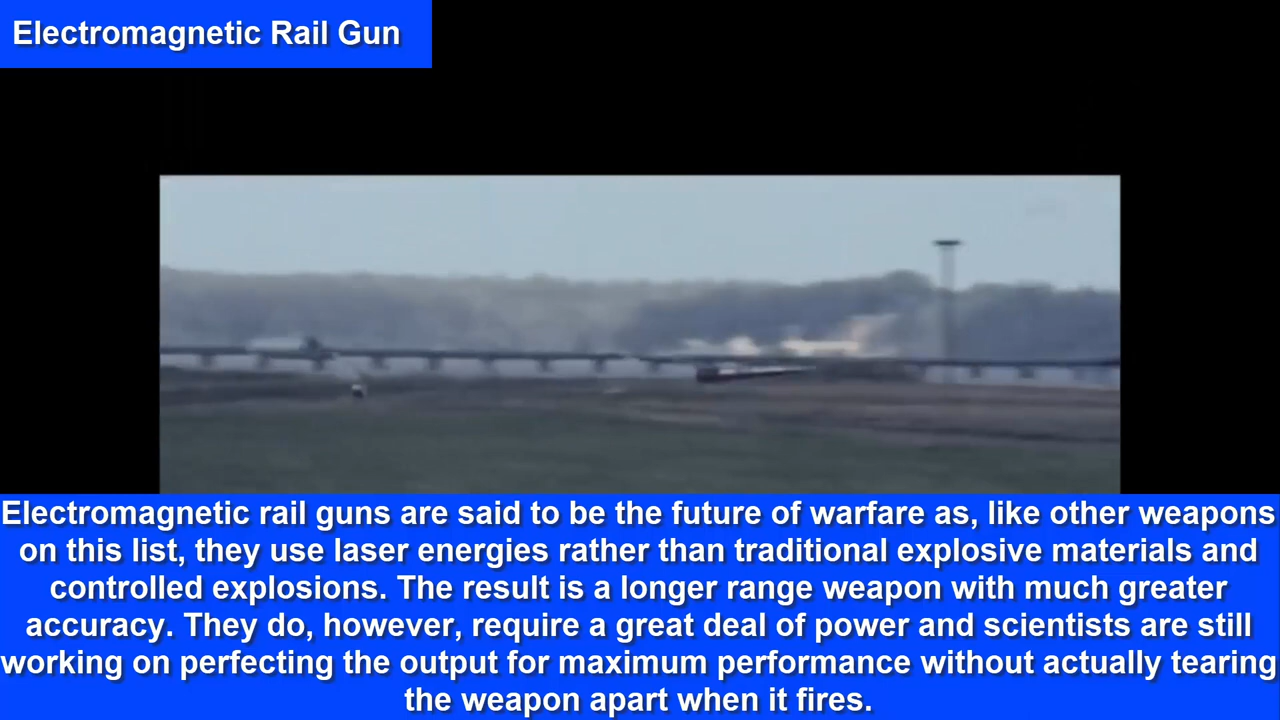 Electromagnetic Rail Gun
Electromagnetic rail guns are said to be the future of warfare as, like other weapons
on this list, they use laser energies rather than traditional explosive materials and
controlled explosions. The result is a longer range weapon with much greater
accuracy. They do, however, require a great deal of power and scientists are still
working on perfecting the output for maximum performance without actually tearing
the weapon apart when it fires.